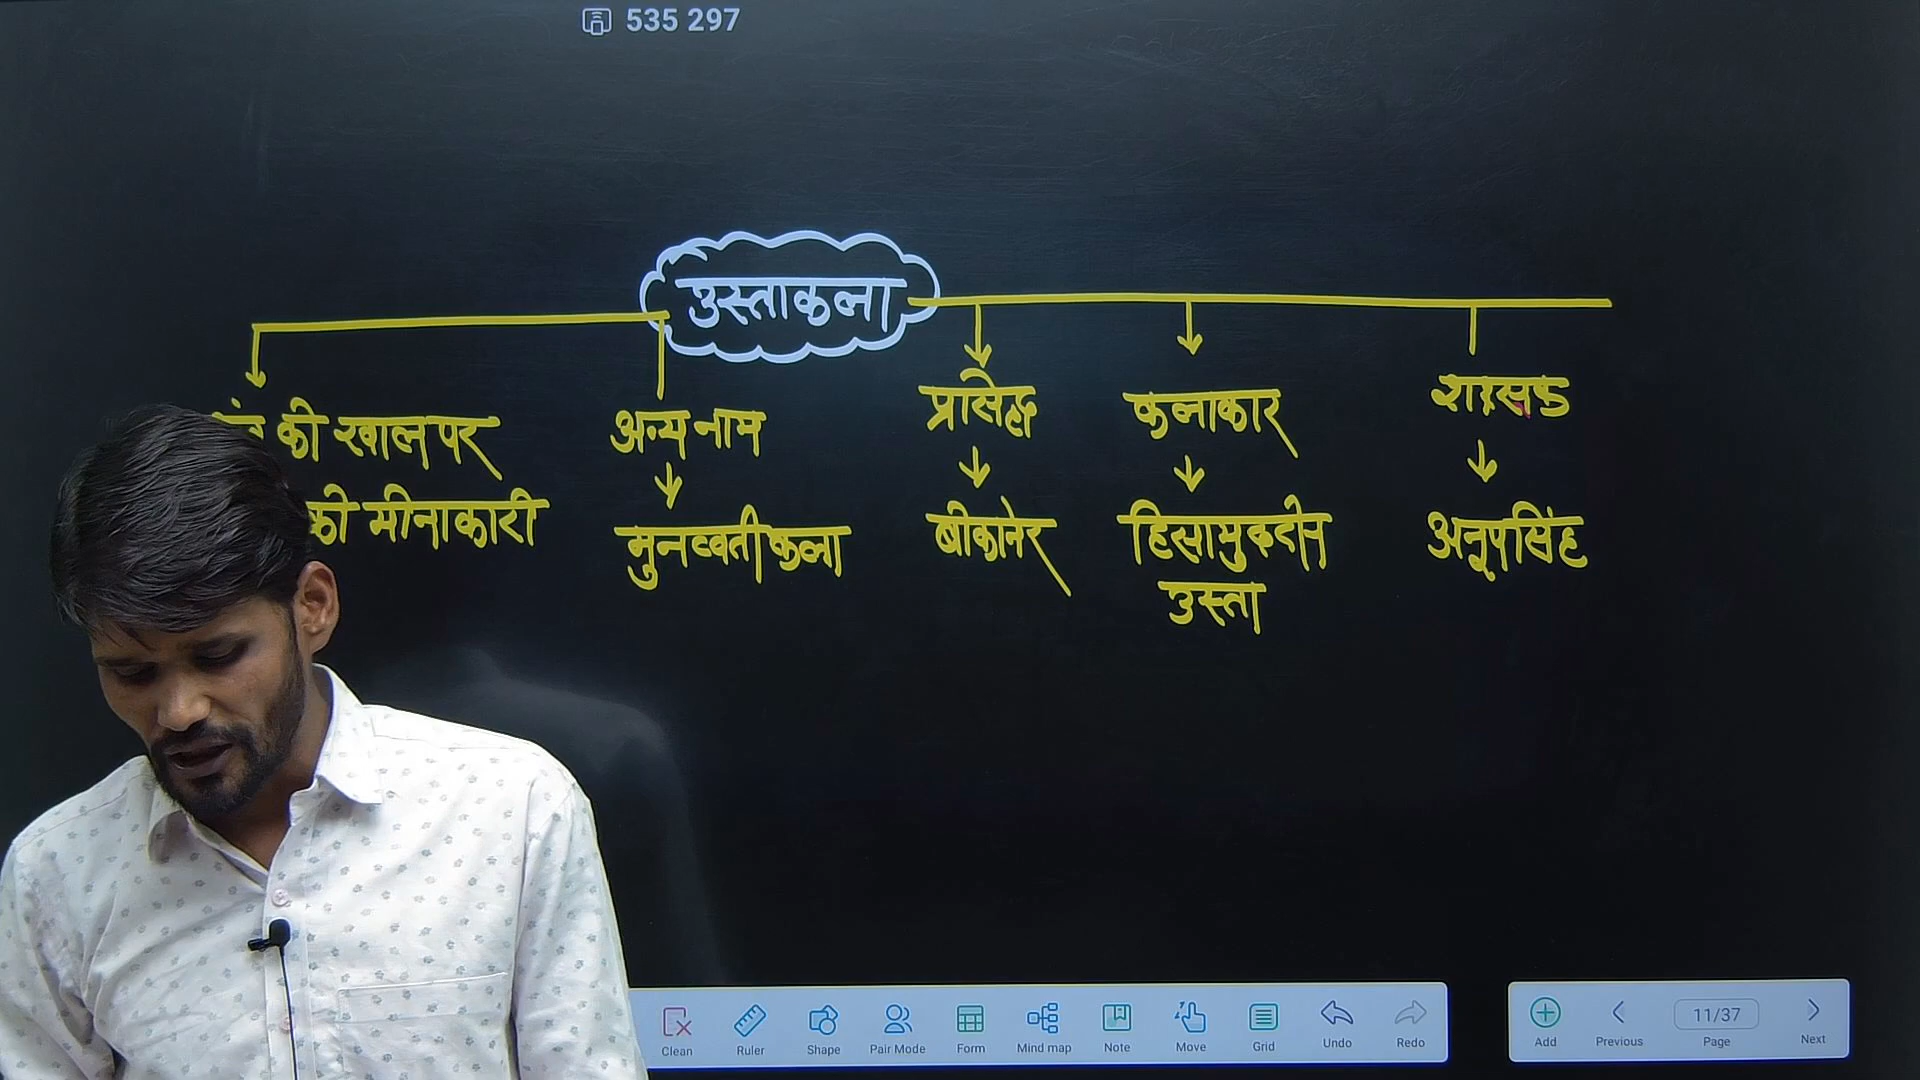 535 297
उस्ताकला
की खाल पर
की मीनाकारी
अन्य नाम
मुनव्वती कला
प्रसिद्ध
बीकानेर
कलाकार
हिसामुद्दीन
उस्ता
शासक
अनूपसिंह
Clean
Ruler
Shape
Pair Mode
Form
Mind map
Note
Move
Grid
Undo
Redo
Add
Previous
11/37
Page
Next